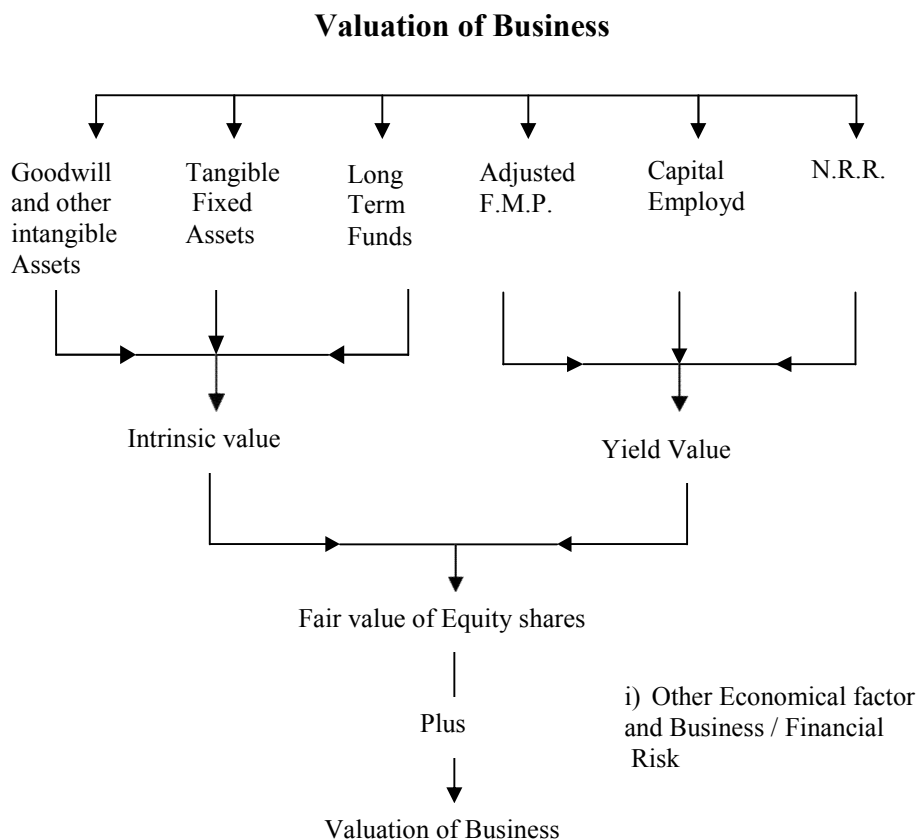 Valuation of Business
Goodwill
and other
intangible
Assets
Tangible
Fixed
Assets
Long
Term
Funds
Adjusted
F.M.P.
Capital
Employd
N.R.R.
Intrinsic value
Yield Value
Fair value of Equity shares
Plus
i) Other Economical factor
and Business / Financial
Risk
Valuation of Business